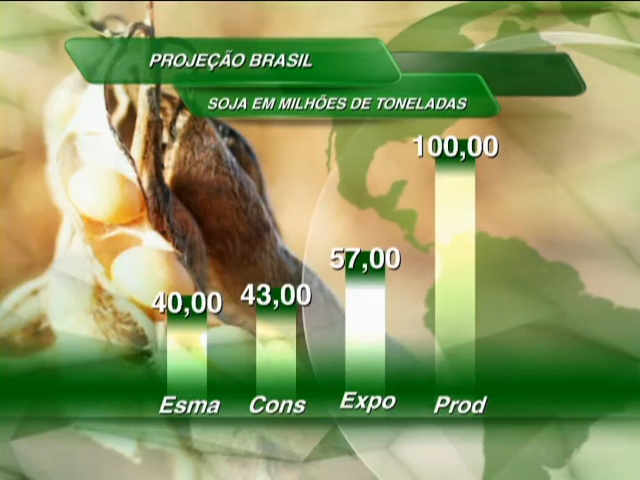 PROJEÇÃO BRASIL
SOJA EM MILHÕES DE TONELADAS
100,00
57,00
43,00
40,00
Esma Cons Expo Prod